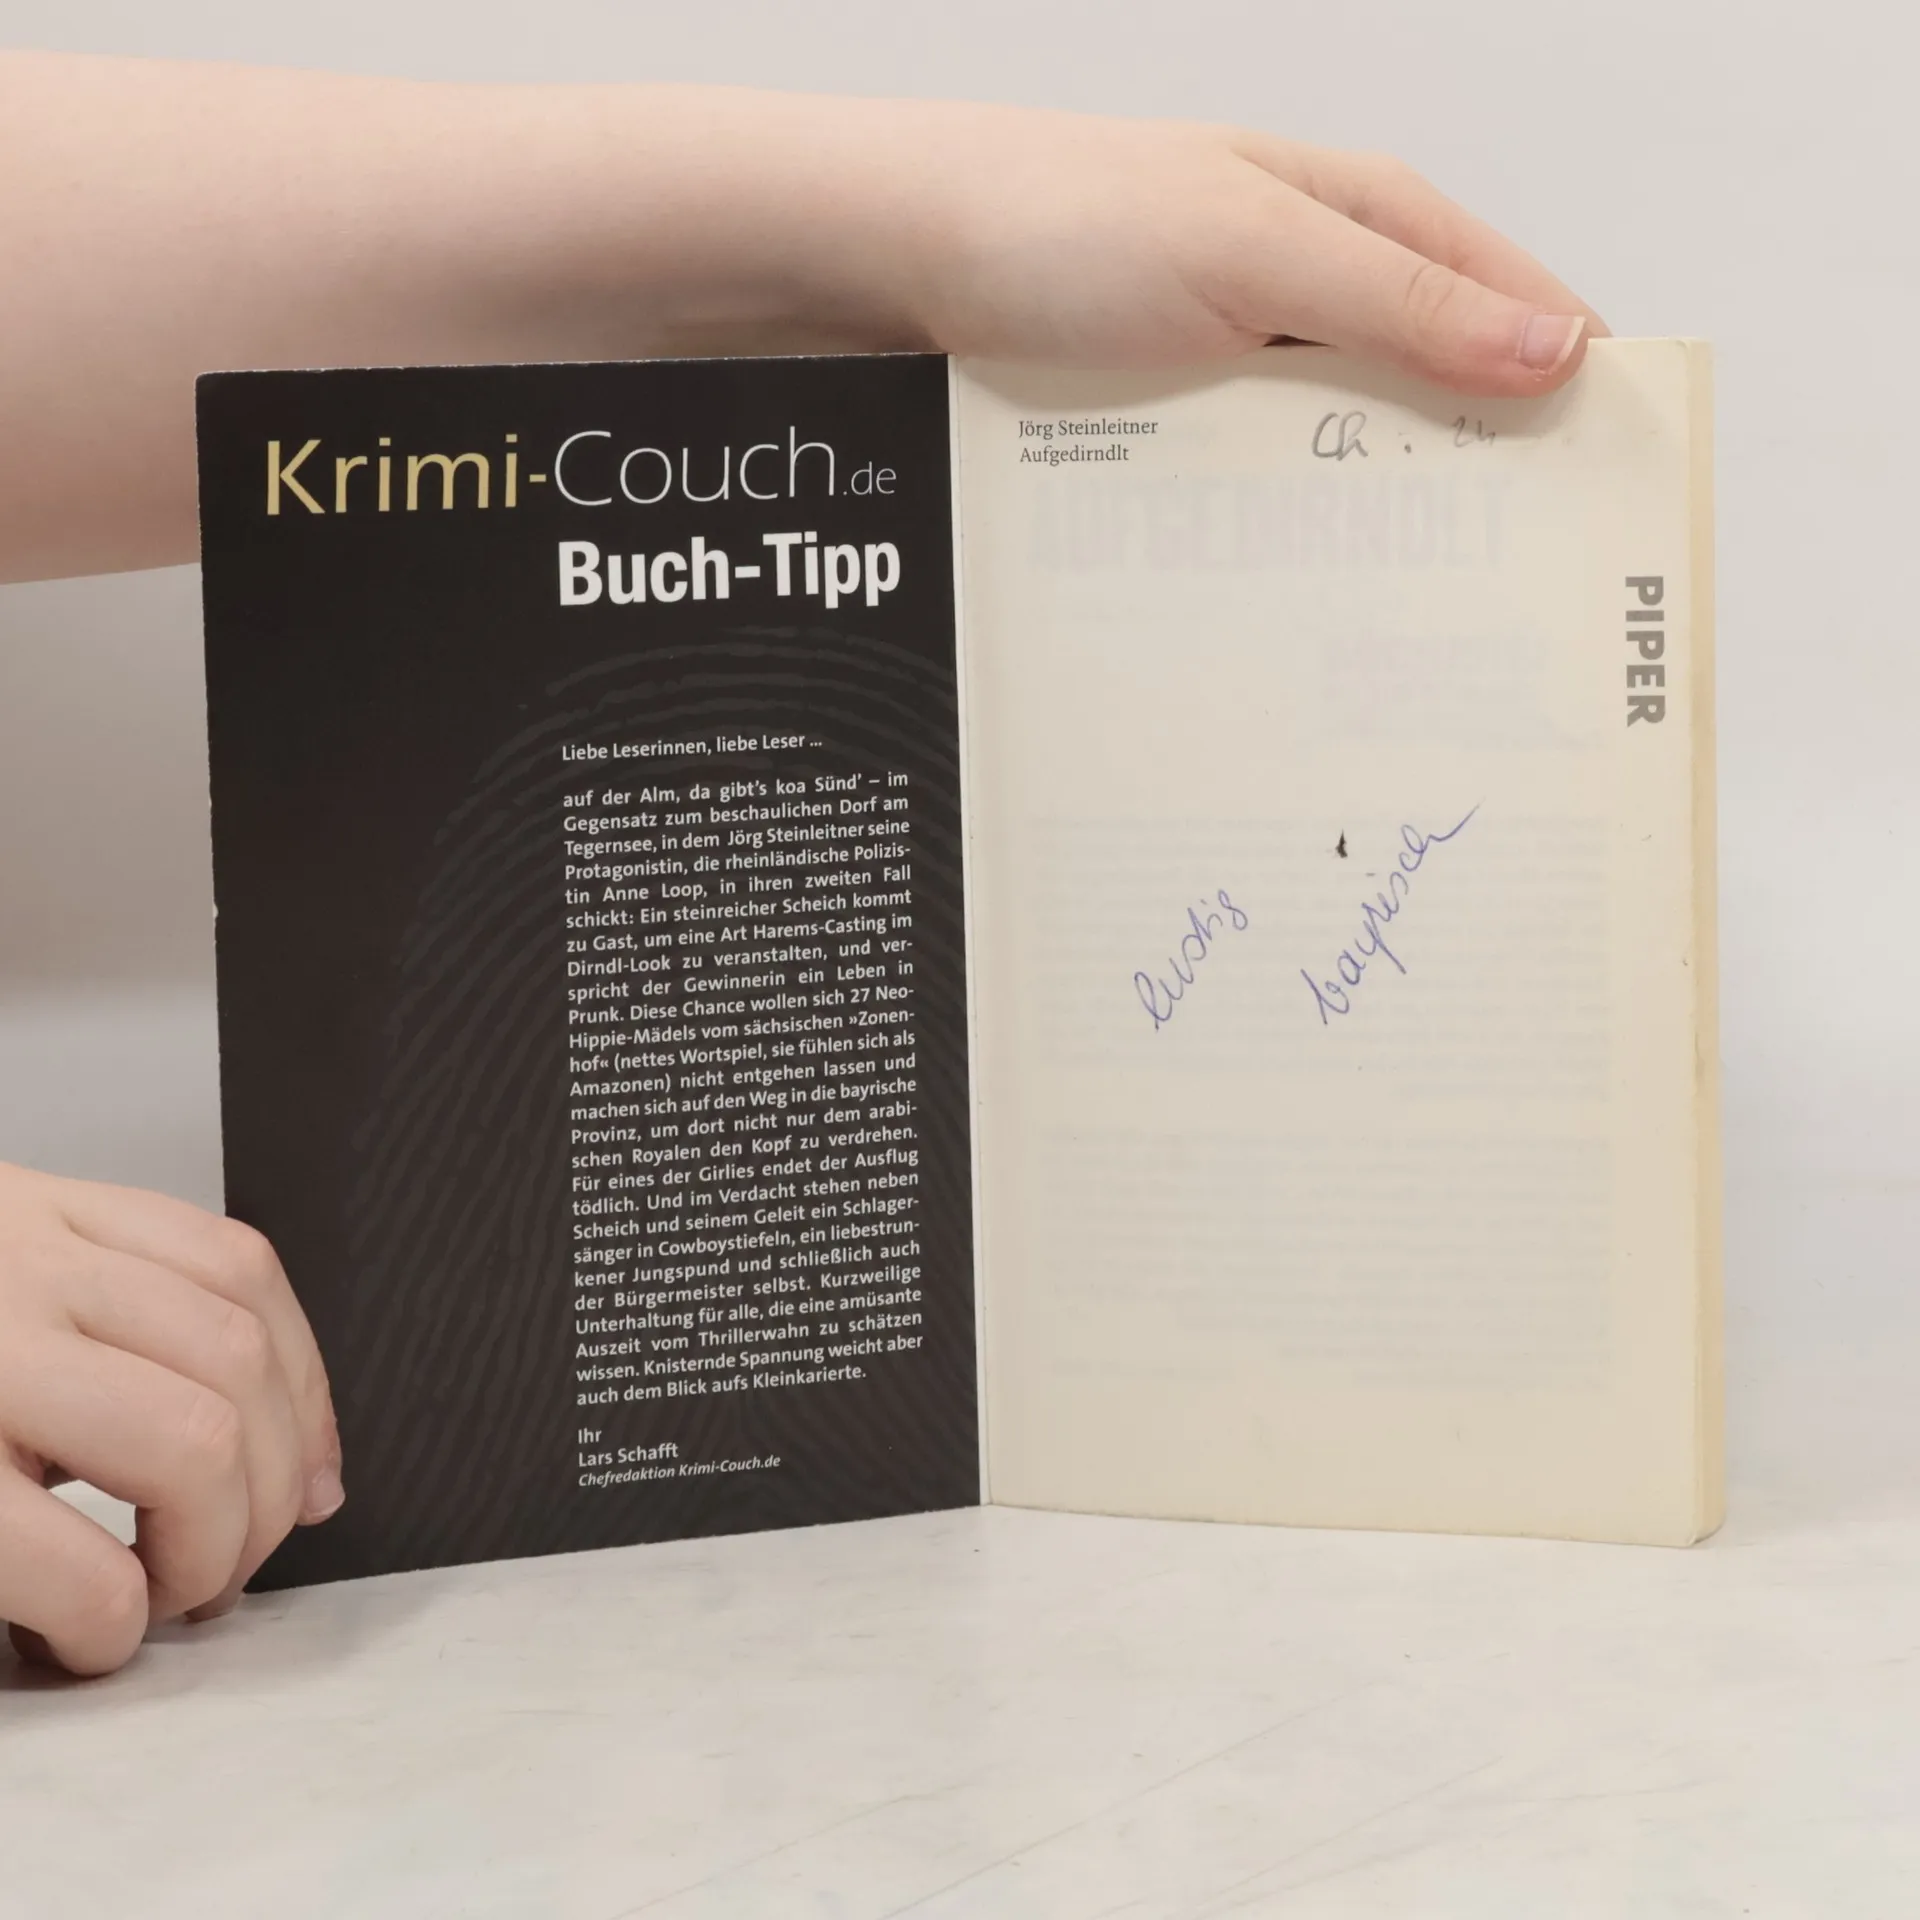 Krimi-Couch.de
Buch-Tipp
Liebe Leserinnen, liebe Leser ...
auf der Alm, da gibt's koa Sünd' – im
Gegensatz zum beschaulichen Dorf am
Tegernsee, in dem Jörg Steinleitner seine
Protagonistin, die rheinländische Polizis-
tin Anne Loop, in ihren zweiten Fall
schickt: Ein steinreicher Scheich kommt
zu Gast, um eine Art Harems-Casting im
Dirndl-Look zu veranstalten, und ver-
spricht der Gewinnerin ein Leben in
Prunk. Diese Chance wollen sich 27 Neo-
Hippie-Mädels vom sächsischen »Zonen-
hof« (nettes Wortspiel, sie fühlen sich als
Amazonen) nicht entgehen lassen und
machen sich auf den Weg in die bayrische
Provinz, um dort nicht nur dem arabi-
schen Royalen den Kopf zu verdrehen.
Für eines der Girlies endet der Ausflug
tödlich. Und im Verdacht stehen neben
Scheich und seinem Geleit ein Schlager-
sänger in Cowboystiefeln, ein liebestrun-
kener Jungspund und schließlich auch
der Bürgermeister selbst. Kurzweilige
Unterhaltung für alle, die eine amüsante
Auszeit vom Thrillerwahn zu schätzen
wissen. Knisternde Spannung weicht aber
auch dem Blick aufs Kleinkarierte.
Ihr
Lars Schafft
Chefredaktion Krimi-Couch.de
Jörg Steinleitner
Aufgedirndlt
Ch :
PIPER
lustig
bayrisch